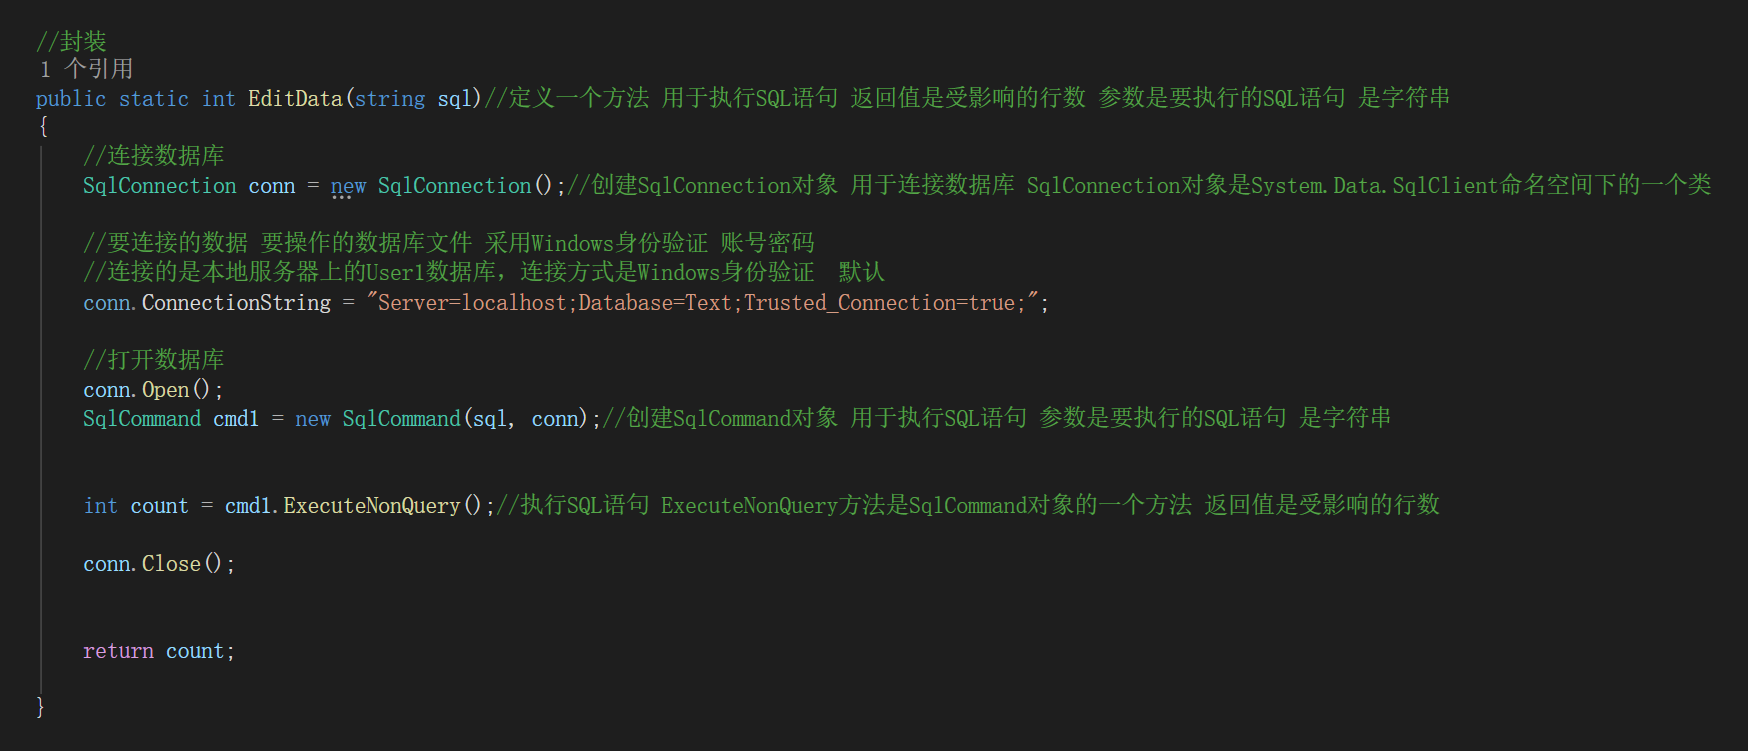 //封装
1 个引用
public static int EditData(string sql)//定义一个方法 用于执行SQL语句 返回值是受影响的行数 参数是要执行的SQL语句 是字符串
{
//连接数据库
SqlConnection conn = new SqlConnection();//创建SqlConnection对象 用于连接数据库 SqlConnection对象是System.Data.SqlClient命名空间下的一个类
//要连接的数据 要操作的数据库文件 采用Windows身份验证 账号密码
//连接的是本地服务器上的User1数据库，连接方式是Windows身份验证  默认
conn.ConnectionString = "Server=localhost;Database=Text;Trusted_Connection=true;";
//打开数据库
conn.Open();
SqlCommand cmd1 = new SqlCommand(sql, conn);//创建SqlCommand对象 用于执行SQL语句 参数是要执行的SQL语句 是字符串
int count = cmd1.ExecuteNonQuery();//执行SQL语句 ExecuteNonQuery方法是SqlCommand对象的一个方法 返回值是受影响的行数
conn.Close();
return count;
}